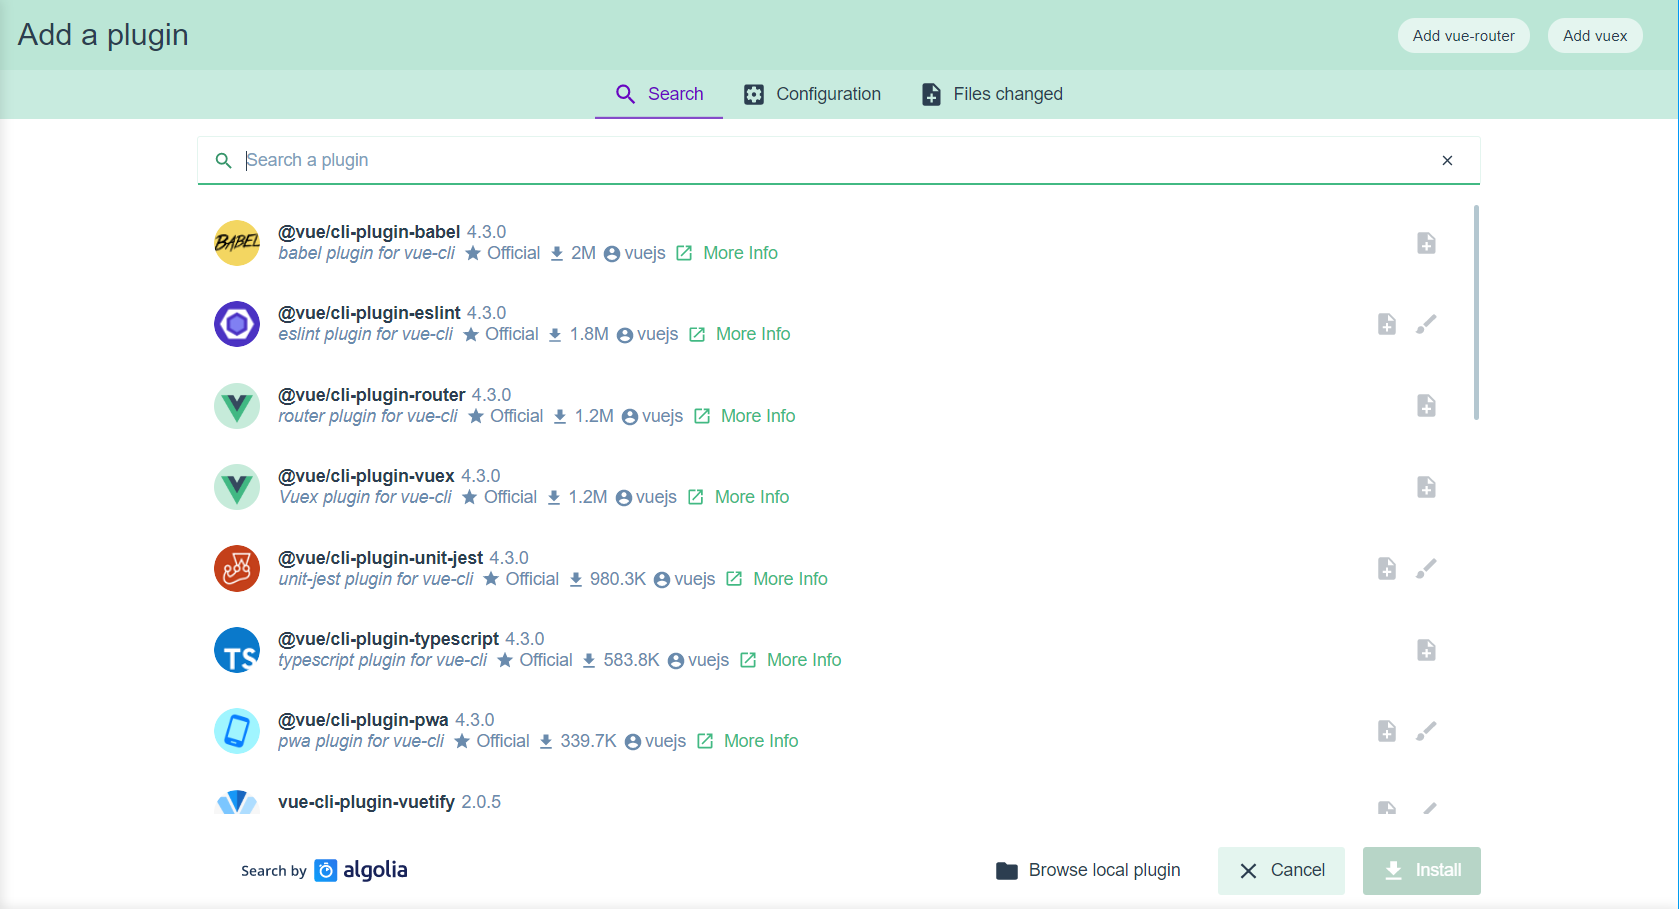 Add a plugin
Add vue-router
Add vuex
Search
Configuration
Files changed
Search a plugin
BABEL
@vue/cli-plugin-babel 4.3.0
babel plugin for vue-cli Official 2M vuejs More Info
@vue/cli-plugin-eslint 4.3.0
eslint plugin for vue-cli Official 1.8M vuejs More Info
@vue/cli-plugin-router 4.3.0
router plugin for vue-cli Official 1.2M vuejs More Info
@vue/cli-plugin-vuex 4.3.0
Vuex plugin for vue-cli Official 1.2M vuejs More Info
@vue/cli-plugin-unit-jest 4.3.0
unit-jest plugin for vue-cli Official 980.3K vuejs More Info
TS
@vue/cli-plugin-typescript 4.3.0
typescript plugin for vue-cli Official 583.8K vuejs More Info
@vue/cli-plugin-pwa 4.3.0
pwa plugin for vue-cli Official 339.7K vuejs More Info
vue-cli-plugin-vuetify 2.0.5
Search by algolia
Browse local plugin
Cancel
Install